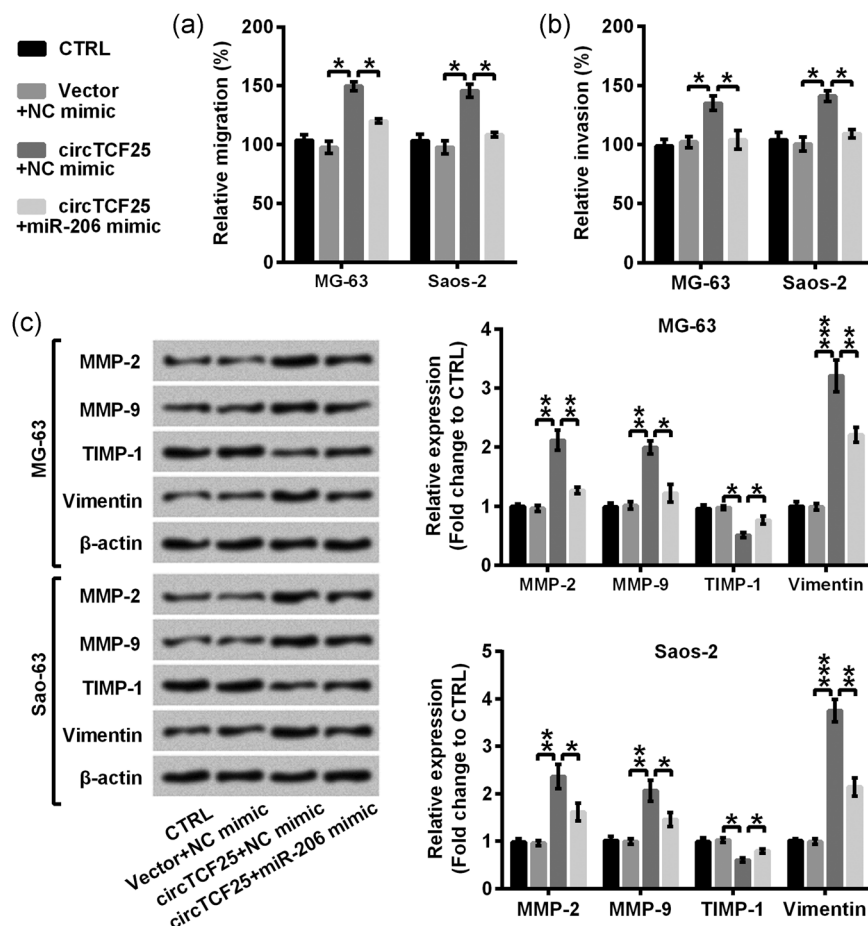 CTRL
Vector
+NC mimic
circTCF25
+NC mimic
circTCF25
+miR-206 mimic
(a)
Relative migration (%)
200
150
100
50
0
* * * *
MG-63 Saos-2
(b)
Relative invasion (%)
200
150
100
50
0
* * * *
MG-63 Saos-2
(c)
MG-63
MMP-2
MMP-9
TIMP-1
Vimentin
β-actin
Sao-63
MMP-2
MMP-9
TIMP-1
Vimentin
β-actin
CTRL
Vector+NC mimic
circTCF25+NC mimic
circTCF25+miR-206 mimic
MG-63
Relative expression
(Fold change to CTRL)
4
3
2
1
0
** ** ** * * * *** **
MMP-2 MMP-9 TIMP-1 Vimentin
Saos-2
Relative expression
(Fold change to CTRL)
5
4
3
2
1
0
** * ** * * * *** **
MMP-2 MMP-9 TIMP-1 Vimentin